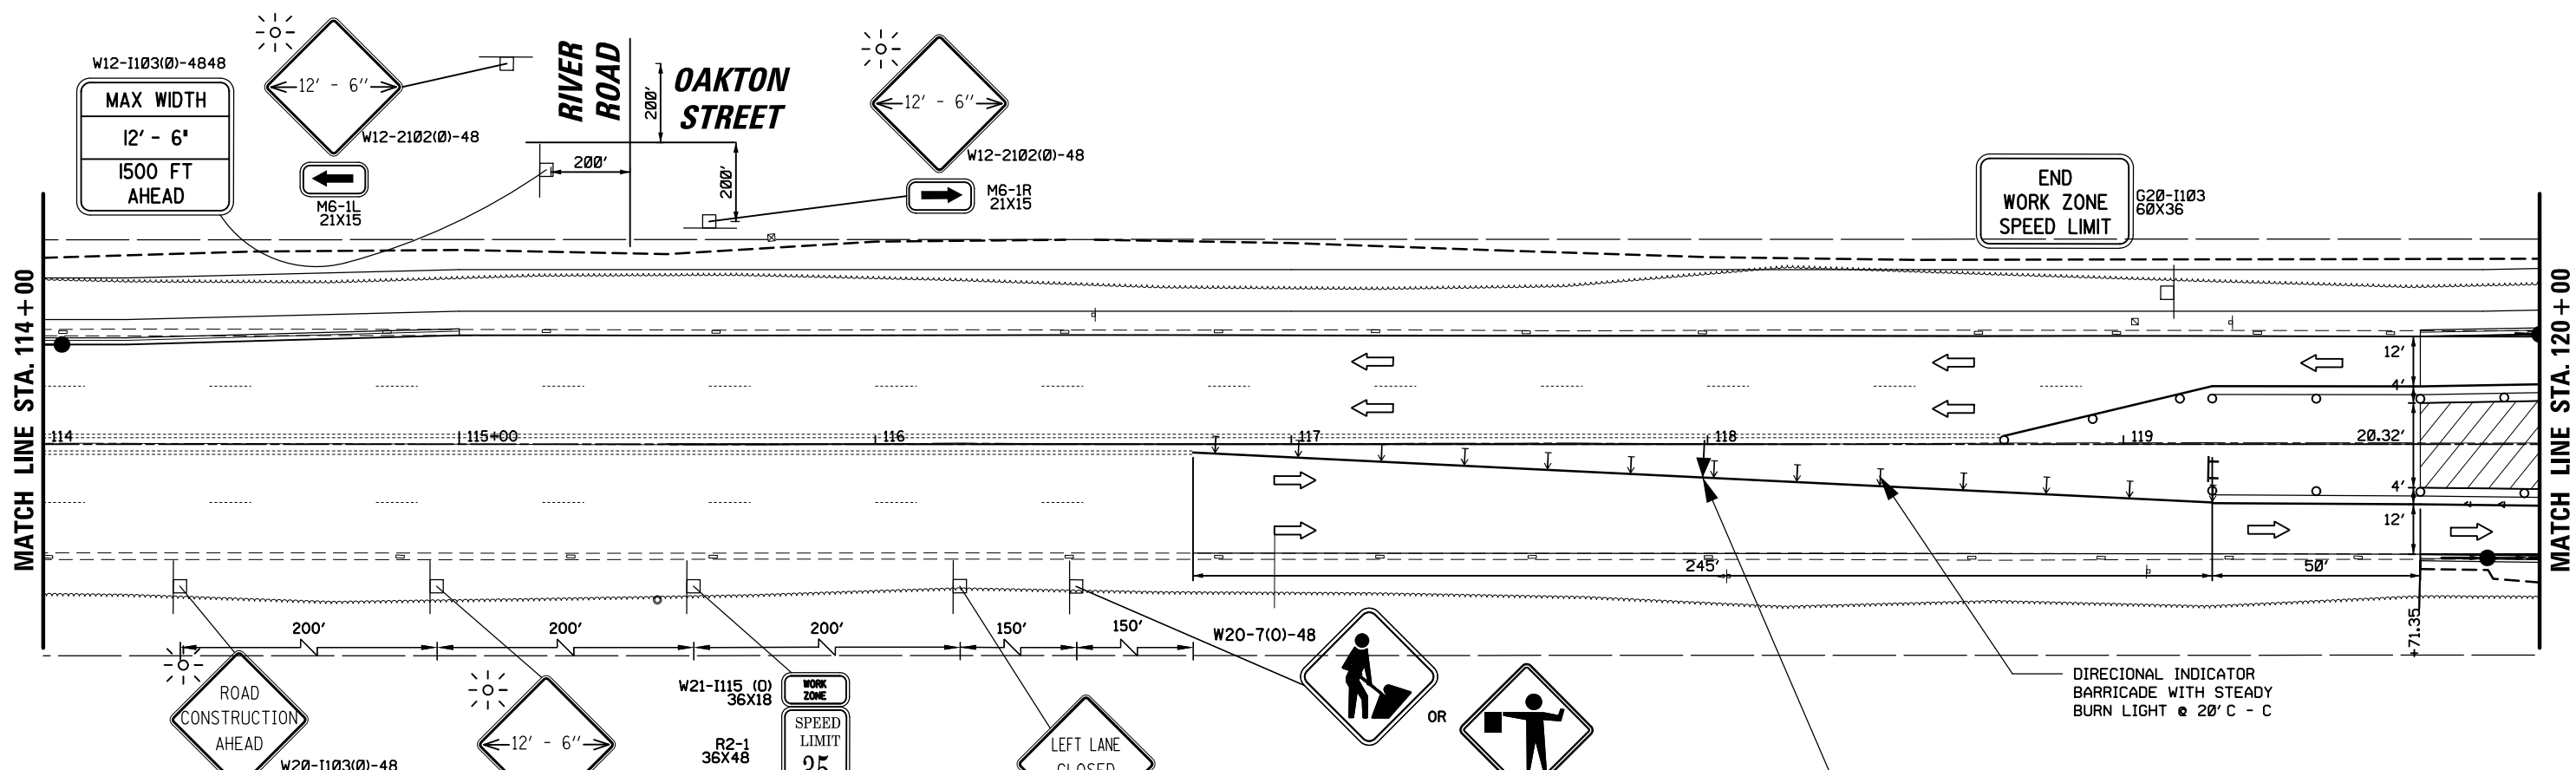 W12-I103(0)-4848
MAX WIDTH
12' - 6"
1500 FT
AHEAD
12' - 6''
W12-2102(0)-48
M6-1L
21X15
RIVER
ROAD
200'
OAKTON
STREET
200'
200'
12' - 6''
W12-2102(0)-48
M6-1R
21X15
END
WORK ZONE
SPEED LIMIT
G20-I103
60X36
MATCH LINE STA. 114+00
MATCH LINE STA. 120+00
12'
4'
114
115+00
116
117
118
119
20.32'
4'
12'
245'
50'
+71.35
200'
200'
200'
150'
150'
W20-7(0)-48
ROAD
CONSTRUCTION
AHEAD
W20-I103(0)-48
12' - 6''
W21-I115 (0)
36X18
WORK
ZONE
R2-1
36X48
SPEED
LIMIT
35
LEFT LANE
CLOSED
OR
DIRECIONAL INDICATOR
BARRICADE WITH STEADY
BURN LIGHT @ 20' C - C